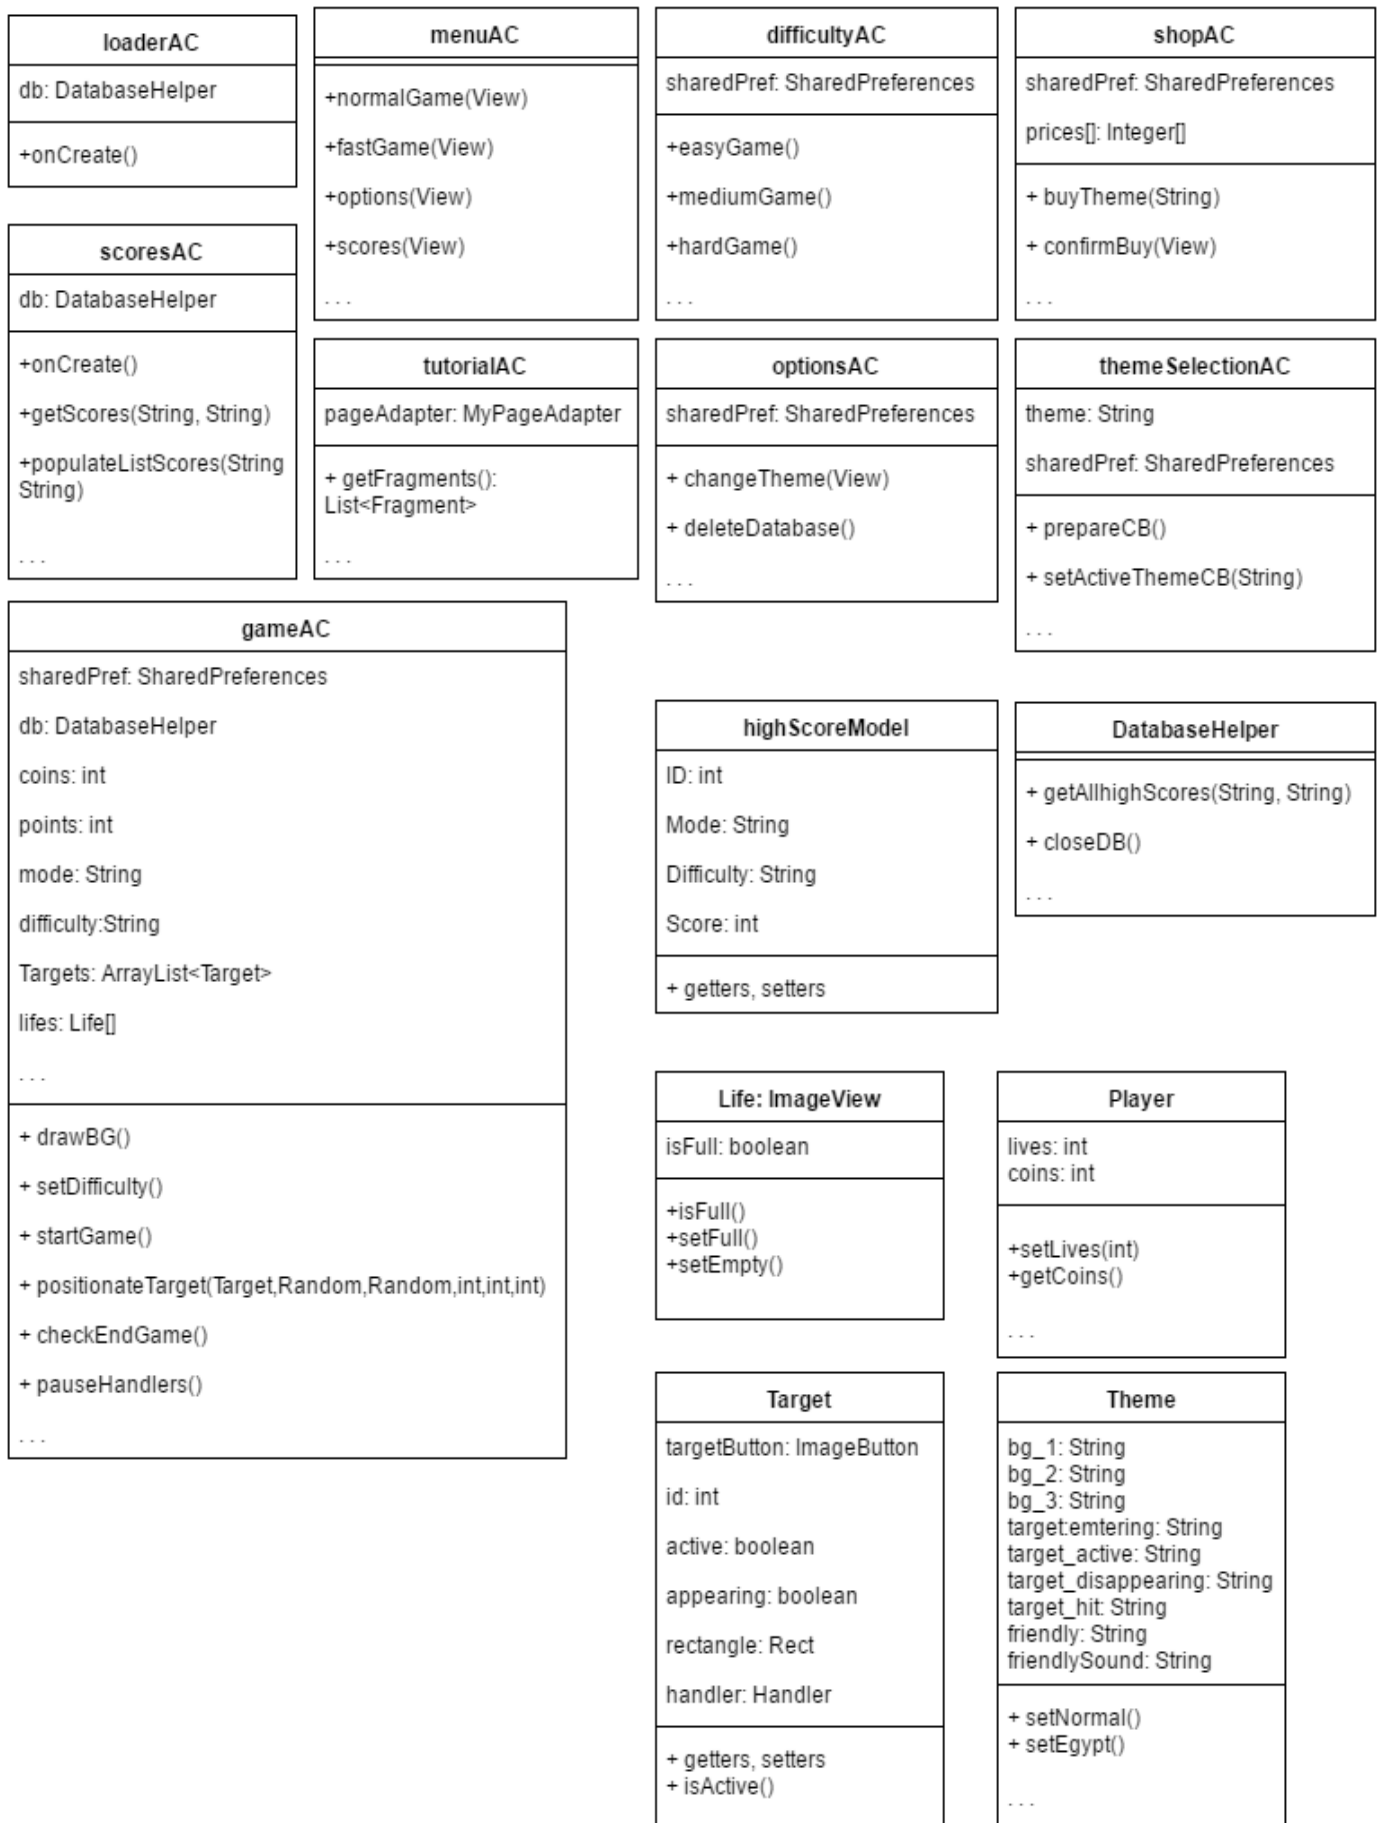 loaderAC
db: DatabaseHelper
+onCreate()
menuAC
+normalGame(View)
+fastGame(View)
+options(View)
+scores(View)
. . .
difficultyAC
sharedPref: SharedPreferences
+easyGame()
+mediumGame()
+hardGame()
. . .
shopAC
sharedPref: SharedPreferences
prices[]: Integer[]
+ buyTheme(String)
+ confirmBuy(View)
. . .
scoresAC
db: DatabaseHelper
+onCreate()
+getScores(String, String)
+populateListScores(String
String)
. . .
tutorialAC
pageAdapter: MyPageAdapter
+ getFragments():
List<Fragment>
. . .
optionsAC
sharedPref: SharedPreferences
+ changeTheme(View)
+ deleteDatabase()
. . .
themeSelectionAC
theme: String
sharedPref: SharedPreferences
+ prepareCB()
+ setActiveThemeCB(String)
. . .
gameAC
sharedPref: SharedPreferences
db: DatabaseHelper
coins: int
points: int
mode: String
difficulty:String
Targets: ArrayList<Target>
lifes: Life[]
. . .
+ drawBG()
+ setDifficulty()
+ startGame()
+ positionateTarget(Target,Random,Random,int,int,int)
+ checkEndGame()
+ pauseHandlers()
. . .
highScoreModel
ID: int
Mode: String
Difficulty: String
Score: int
+ getters, setters
DatabaseHelper
+ getAllhighScores(String, String)
+ closeDB()
. . .
Life: ImageView
isFull: boolean
+isFull()
+setFull()
+setEmpty()
Player
lives: int
coins: int
+setLives(int)
+getCoins()
. . .
Target
targetButton: ImageButton
id: int
active: boolean
appearing: boolean
rectangle: Rect
handler: Handler
+ getters, setters
+ isActive()
Theme
bg_1: String
bg_2: String
bg_3: String
target:emtering: String
target_active: String
target_disappearing: String
target_hit: String
friendly: String
friendlySound: String
+ setNormal()
+ setEgypt()
. . .